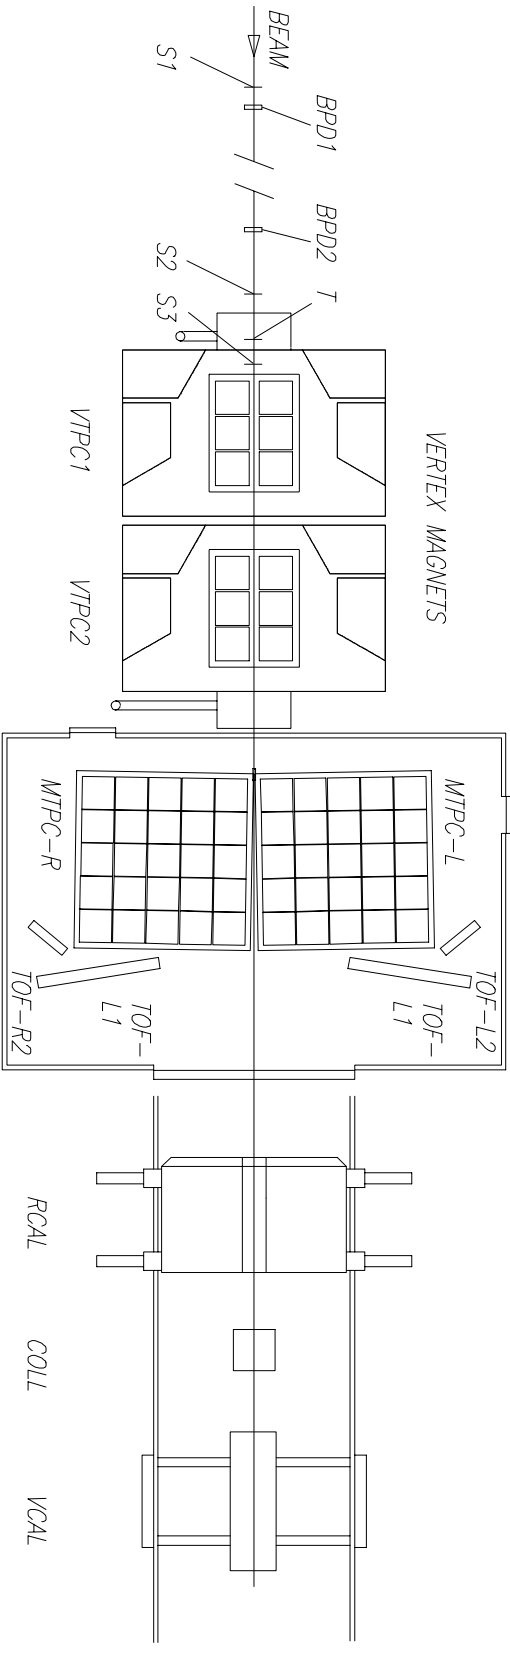 BEAM
S1
BPD1
BPD2
S2
S3
T
VTPC1
VERTEX MAGNETS
VTPC2
MTPC-L
MTPC-R
TOF-L2
TOF-
L1
TOF-
L1
TOF-R2
RCAL
COLL
VCAL